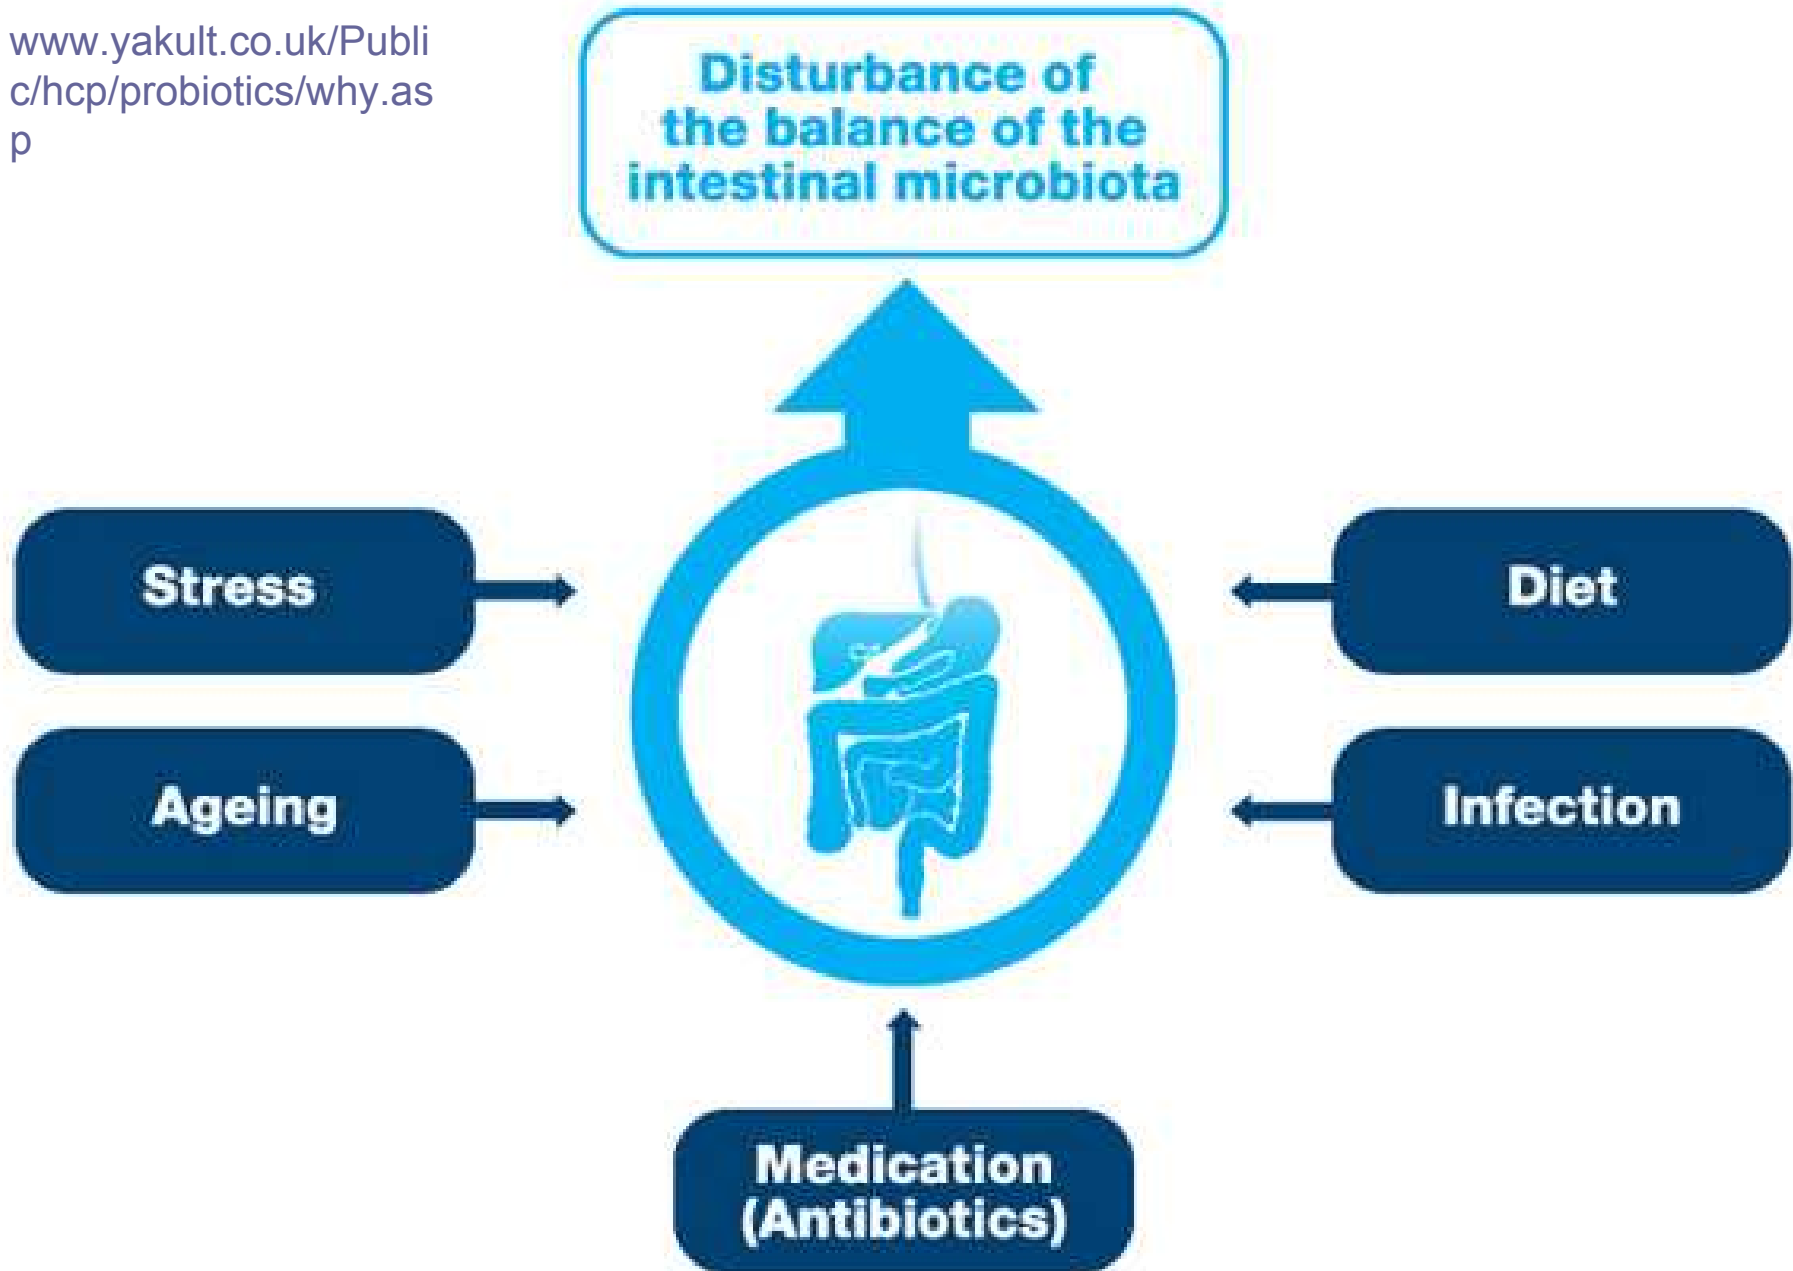 www.yakult.co.uk/Publi
c/hcp/probiotics/why.as
p
Disturbance of
the balance of the
intestinal microbiota
Stress
Diet
Ageing
Infection
Medication
(Antibiotics)